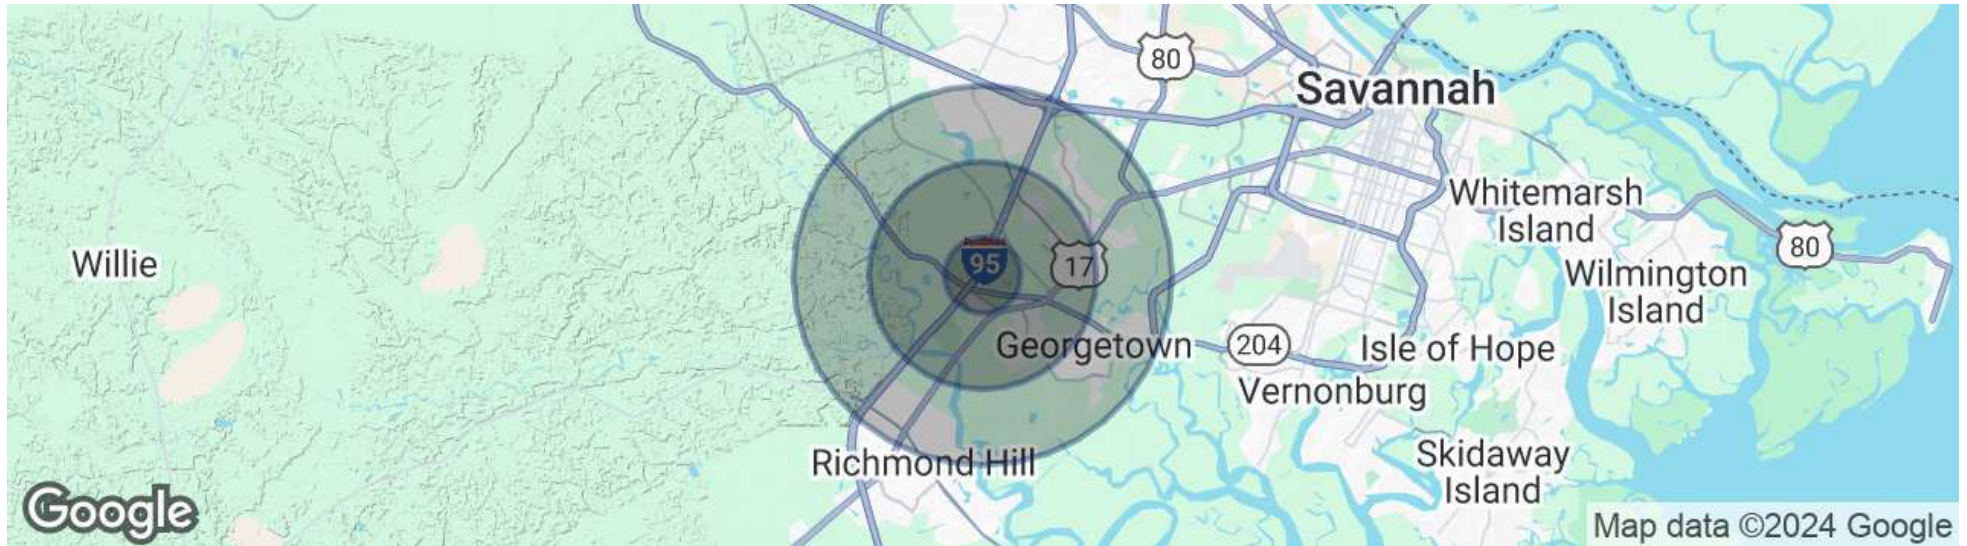 80
Savannah
Whitemarsh
Island
80
Willie
95
17
Wilmington
Island
Georgetown
204
Isle of Hope
Vernonburg
Richmond Hill
Skidaway
Island
Google
Map data ©2024 Google